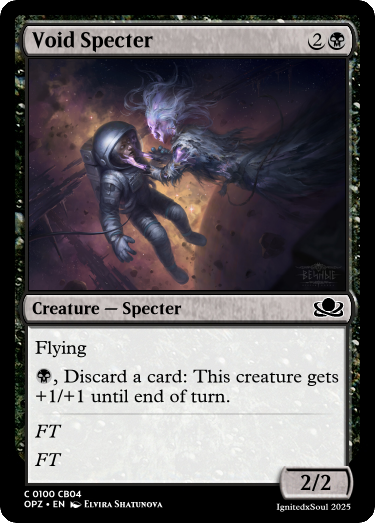 Void Specter 2
Creature — Specter
Flying
, Discard a card: This creature gets
+1/+1 until end of turn.
FT
FT
2/2
C 0100 CB04
OPZ • EN Elvira Shatunova
IgnitedxSoul 2025